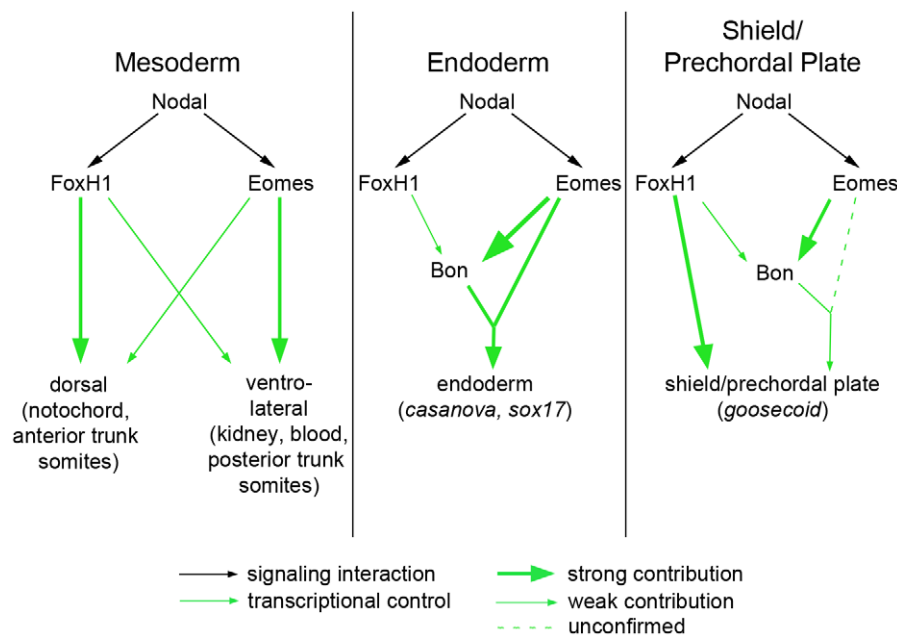 Mesoderm
Nodal
FoxH1
Eomes
dorsal
(notochord,
anterior trunk
somites)
ventro-
lateral
(kidney, blood,
posterior trunk
somites)
Endoderm
Nodal
FoxH1
Eomes
Bon
endoderm
(casanova, sox17)
Shield/
Prechordal Plate
Nodal
FoxH1
Eomes
Bon
shield/prechordal plate
(goosecoid)
signaling interaction
transcriptional control
strong contribution
weak contribution
unconfirmed